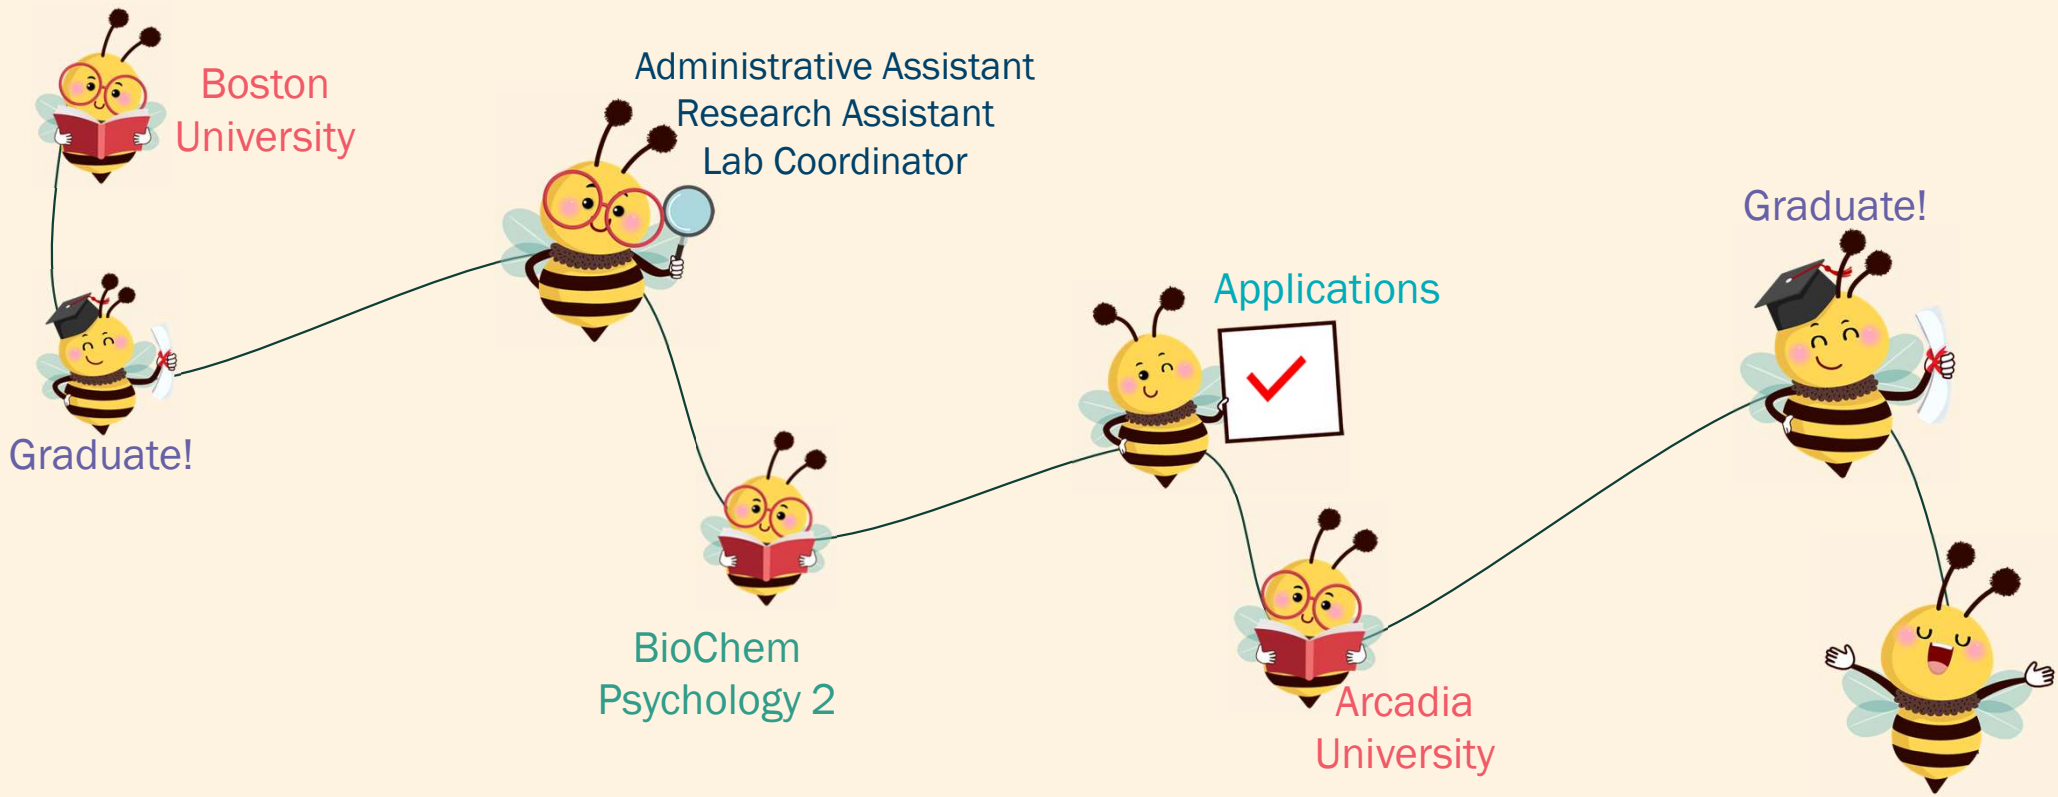 Boston
University
Graduate!
Administrative Assistant
Research Assistant
Lab Coordinator
BioChem
Psychology 2
Applications
Arcadia
University
Graduate!